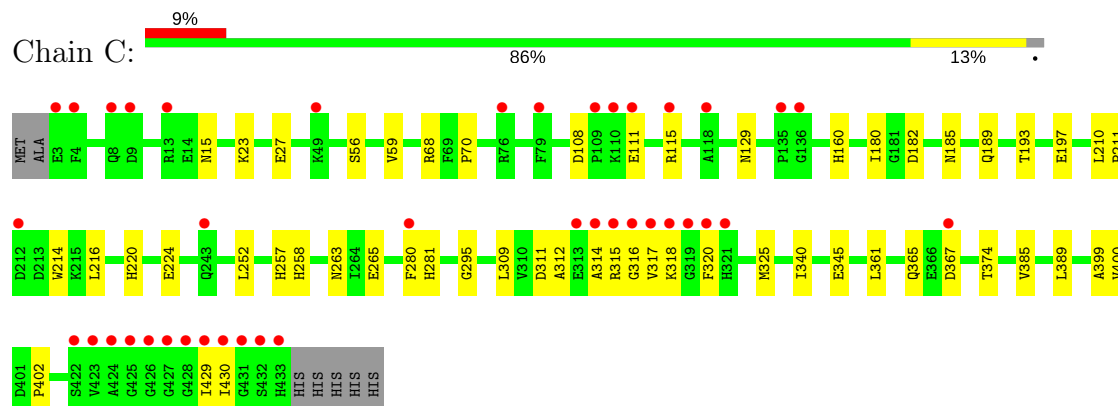 9%
Chain C:
86% 13% •
MET ALA E3 F4 Q8 D9 R13 E14 N15 K23 E27 K49 S56 V59 R68 F69 P70 R76 F79 D108 P109 K110 E111 R115 A118 N129 P135 G136 H160 I180 G181 D182 N185 Q189 T193 E197 L210
D212 D213 W214 K215 L216 H220 E224 Q243 L252 H257 H258 N263 I264 E265 F280 H281 G295 L309 V310 D311 A312 E313 A314 R315 G316 V317 K318 G319 F320 H321 M325 I340 E345 L361 Q365 E366 D367 T374 V385 L389 A399
D401 P402 S422 V423 A424 G425 G426 G427 G428 I429 I430 G431 S432 H433 HIS HIS HIS HIS HIS